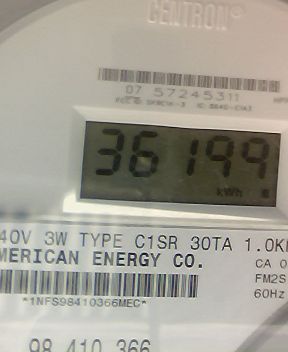 CENTRON®
07 57245311
36199
kWh
40V 3W TYPE C1SR 30TA 1.0K
MERICAN ENERGY CO. CA 0
FM2S
*1NFS98410366MEC* 60Hz
98 410 366